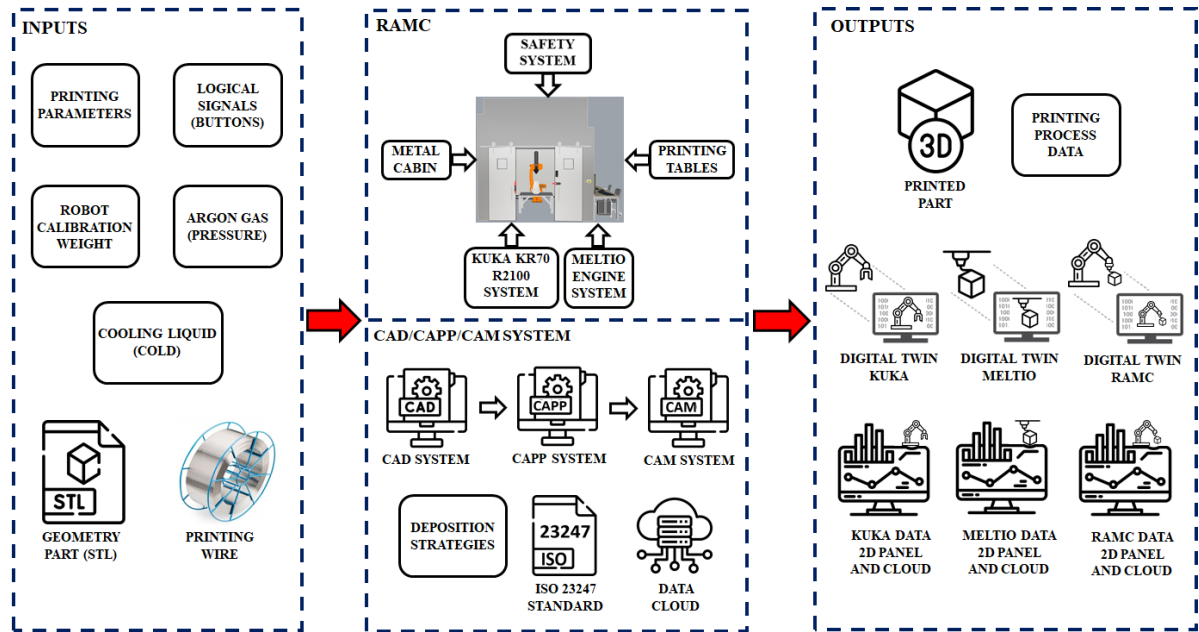 INPUTS
PRINTING
PARAMETERS
LOGICAL
SIGNALS
(BUTTONS)
ROBOT
CALIBRATION
WEIGHT
ARGON GAS
(PRESSURE)
COOLING LIQUID
(COLD)
STL
GEOMETRY
PART (STL)
PRINTING
WIRE
RAMC
SAFETY
SYSTEM
METAL
CABIN
PRINTING
TABLES
KUKA KR70
R2100
SYSTEM
MELTIO
ENGINE
SYSTEM
CAD/CAPP/CAM SYSTEM
CAD
CAPP
CAM
CAD SYSTEM
CAPP SYSTEM
CAM SYSTEM
DEPOSITION
STRATEGIES
23247
ISO
ISO 23247
STANDARD
DATA
CLOUD
OUTPUTS
3D
PRINTED
PART
PRINTING
PROCESS
DATA
DIGITAL TWIN
KUKA
DIGITAL TWIN
MELTIO
DIGITAL TWIN
RAMC
KUKA DATA
2D PANEL
AND CLOUD
MELTIO DATA
2D PANEL
AND CLOUD
RAMC DATA
2D PANEL
AND CLOUD